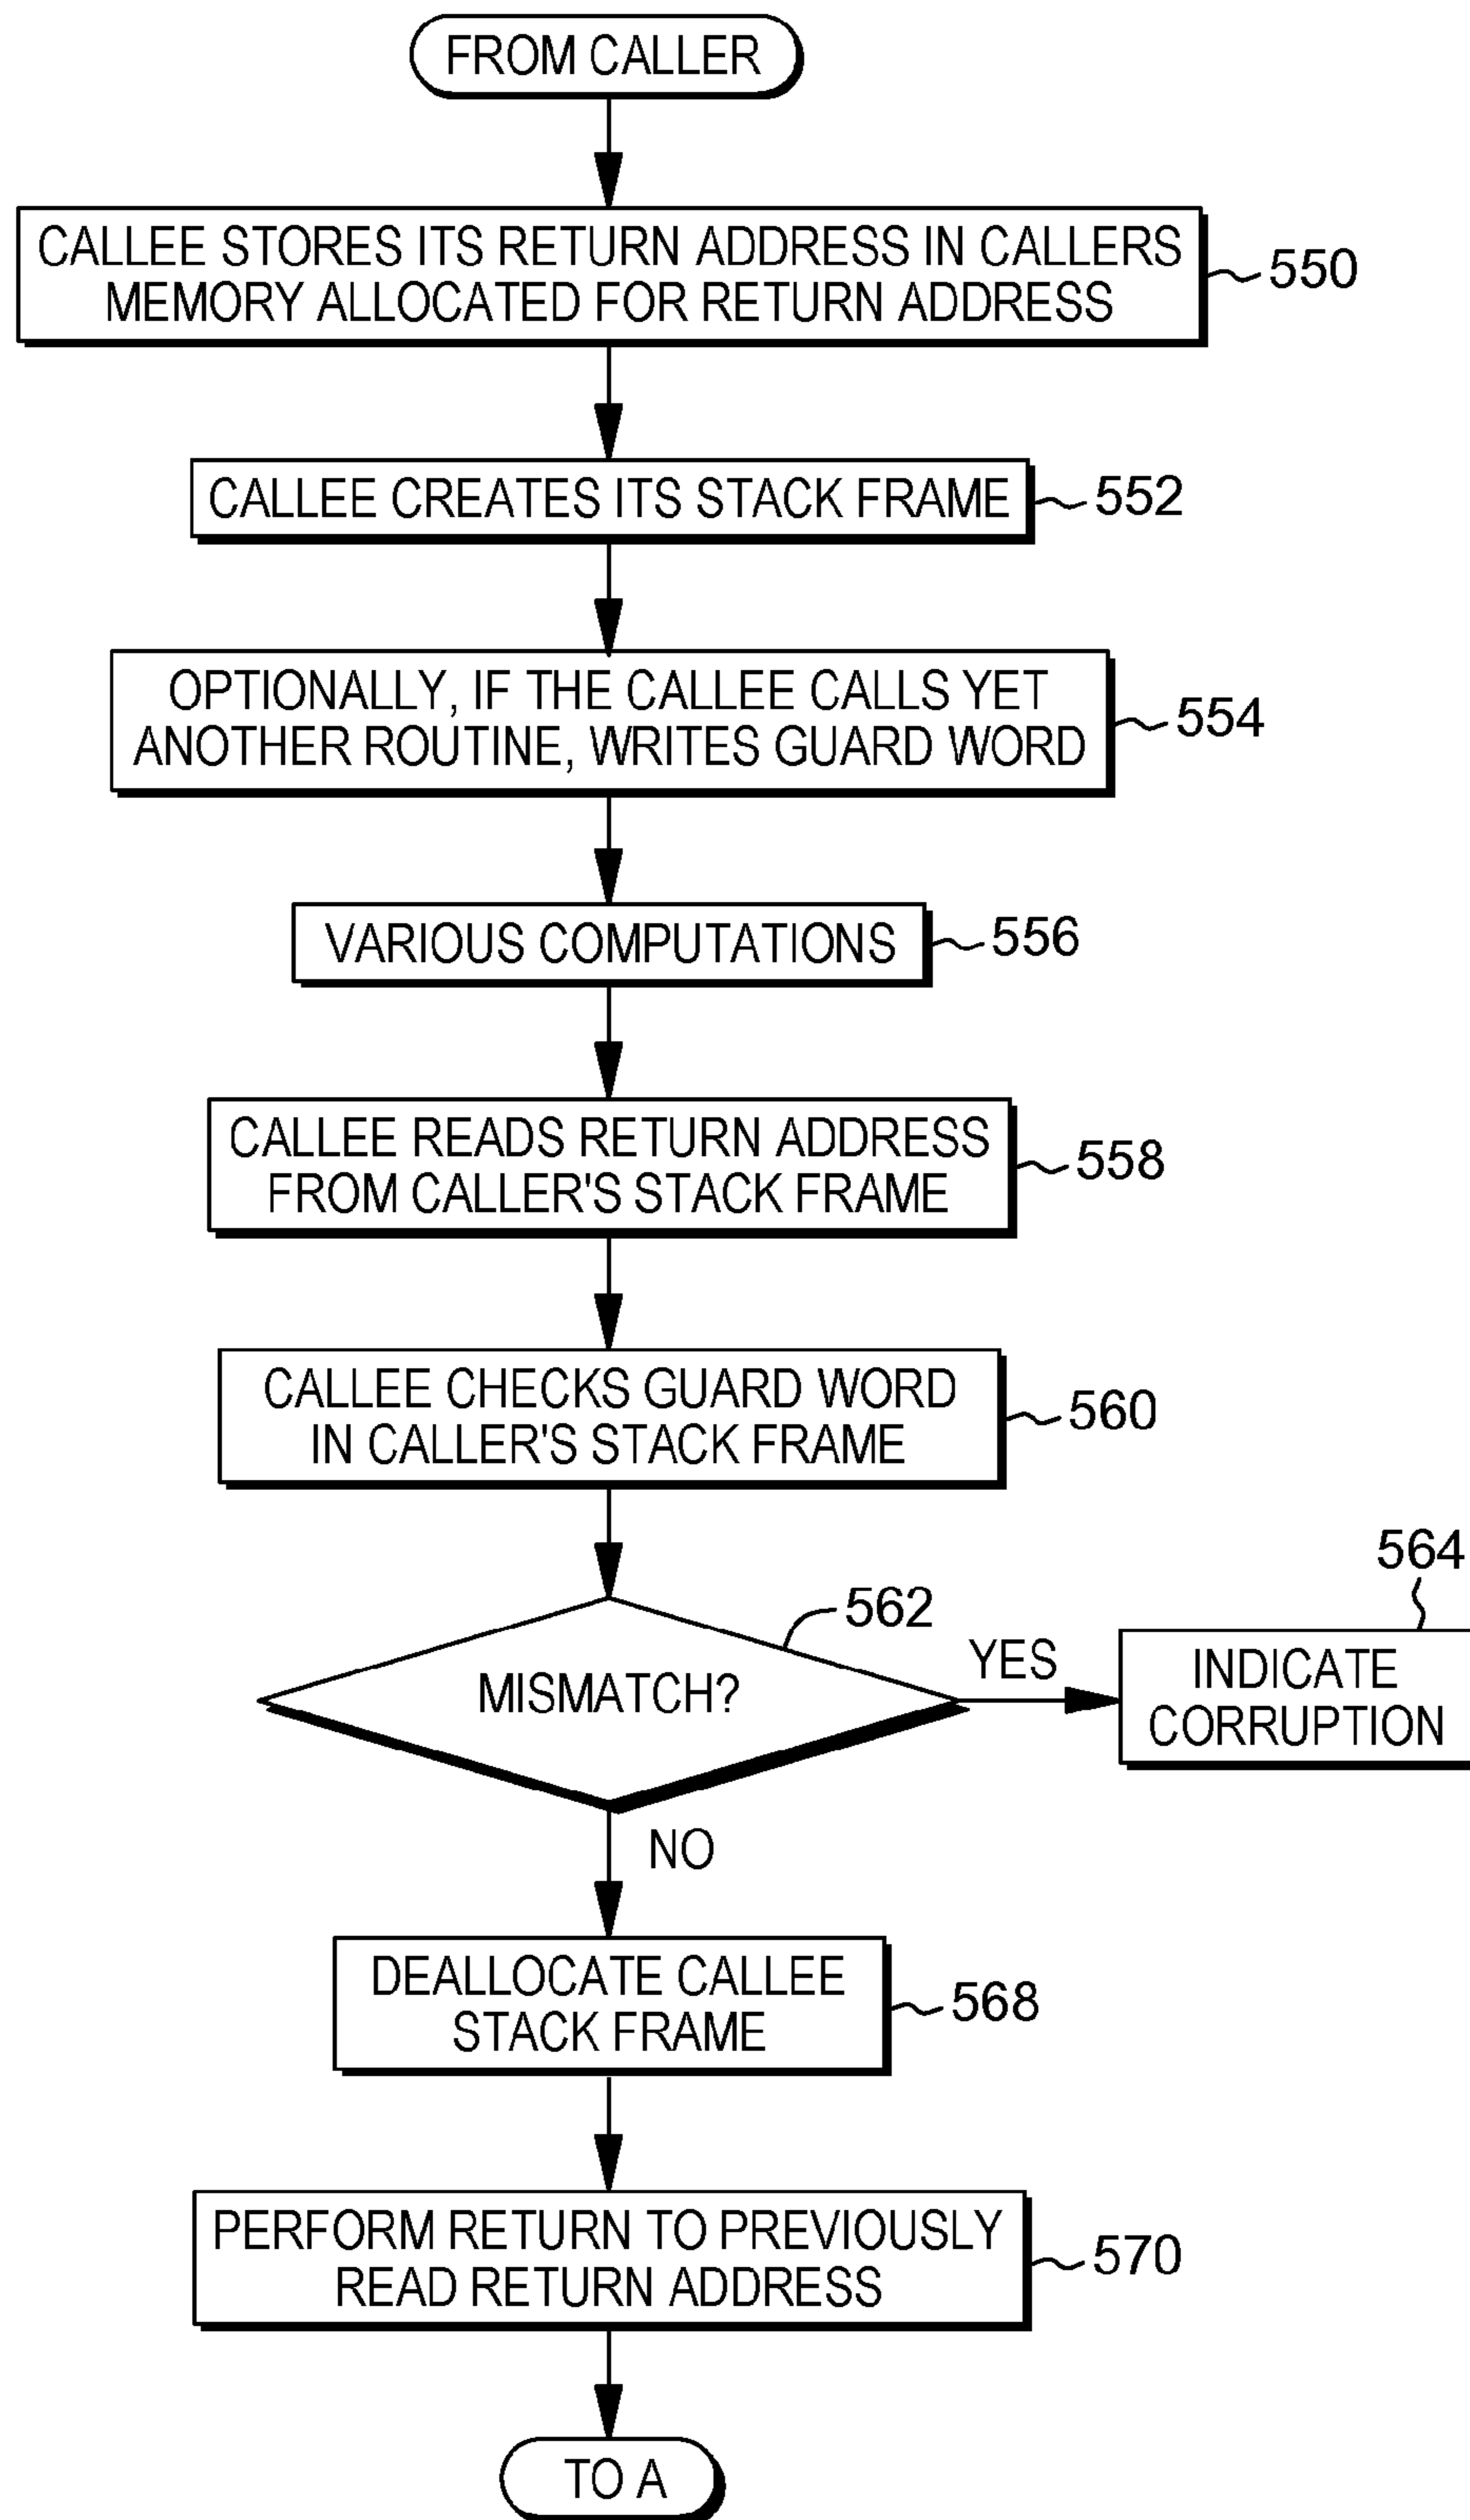 FROM CALLER
CALLEE STORES ITS RETURN ADDRESS IN CALLERS
MEMORY ALLOCATED FOR RETURN ADDRESS
550
CALLEE CREATES ITS STACK FRAME
552
OPTIONALLY, IF THE CALLEE CALLS YET
ANOTHER ROUTINE, WRITES GUARD WORD
554
VARIOUS COMPUTATIONS
556
CALLEE READS RETURN ADDRESS
FROM CALLER'S STACK FRAME
558
CALLEE CHECKS GUARD WORD
IN CALLER'S STACK FRAME
560
MISMATCH?
562
YES
564
INDICATE
CORRUPTION
NO
DEALLOCATE CALLEE
STACK FRAME
568
PERFORM RETURN TO PREVIOUSLY
READ RETURN ADDRESS
570
TO A